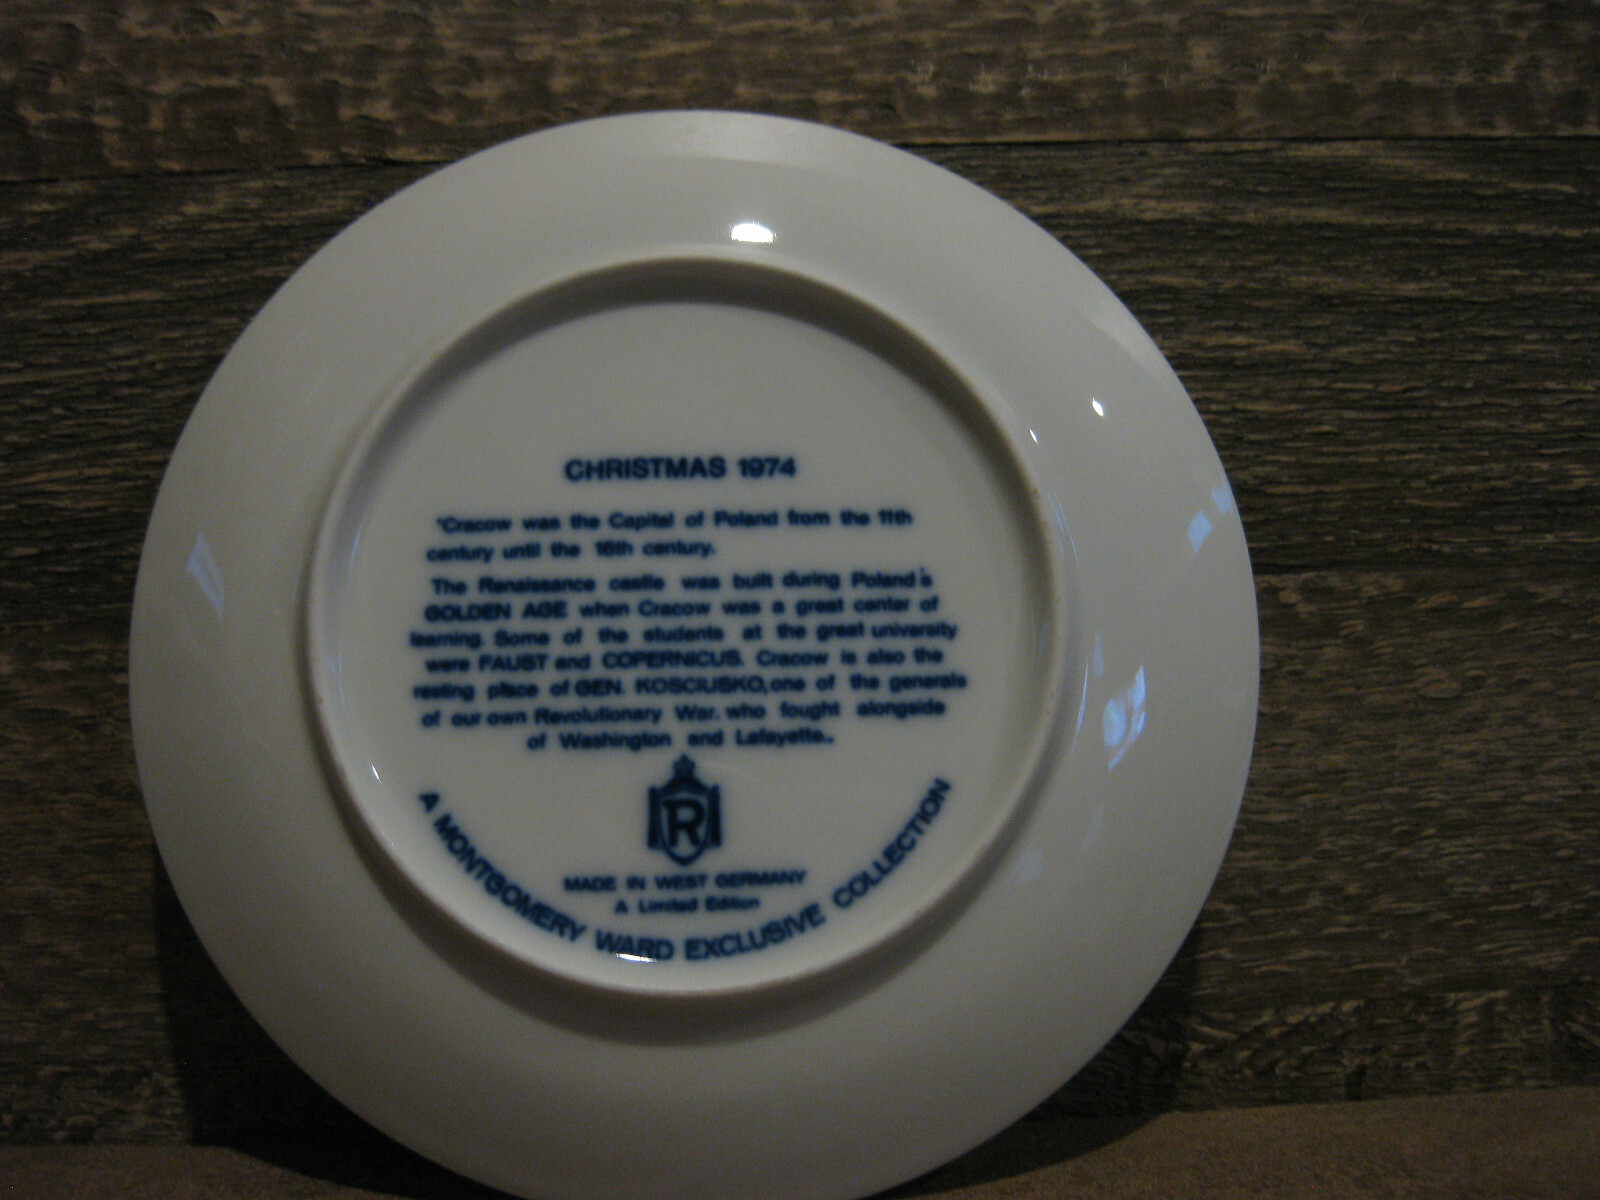 CHRISTMAS 1974
"Cracow was the Capital of Poland from the 11th
century until the 16th century.
The Renaissance castle was built during Poland's
GOLDEN AGE when Cracow was a great center of
learning. Some of the students at the great university
were FAUST and COPERNICUS. Cracow is also the
resting place of GEN. KOSCIUSKO, one of the generals
of our own Revolutionary War, who fought alongside
of Washington and Lafayette..
R
MADE IN WEST GERMANY
A Limited Edition
A MONTGOMERY WARD EXCLUSIVE COLLECTION